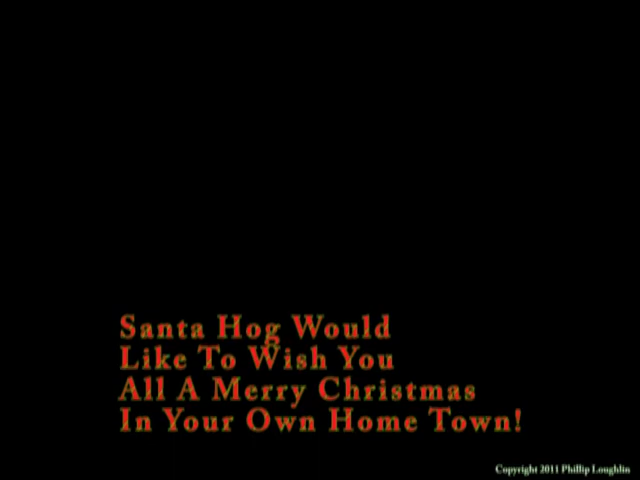 Santa Hog Would
Like To Wish You
All A Merry Christmas
In Your Own Home Town!
Copyright 2011 Phillip Loughlin